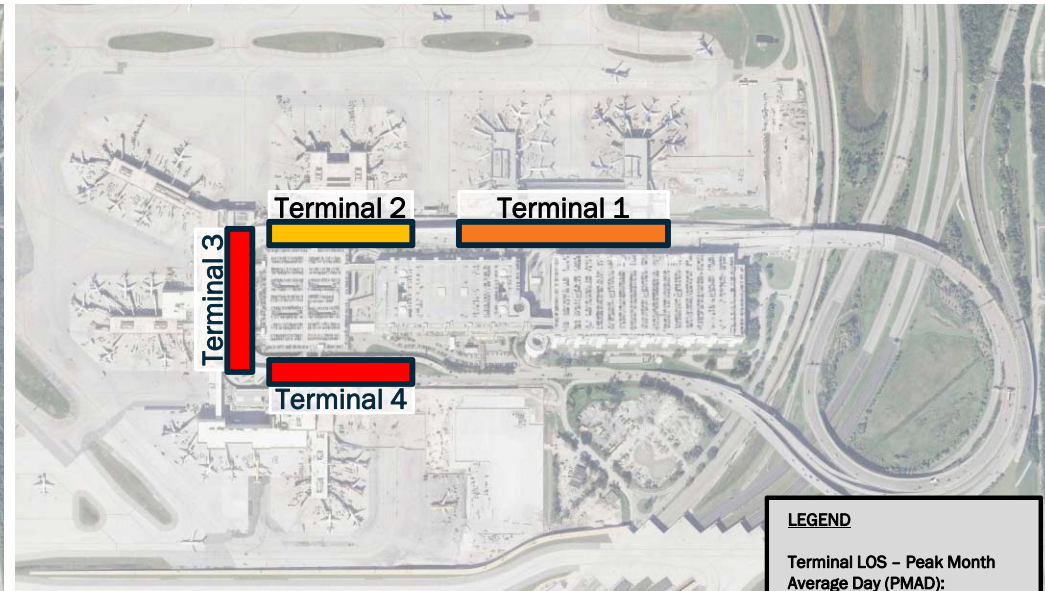 Terminal 2
Terminal 1
Terminal 3
Terminal 4
LEGEND
Terminal LOS – Peak Month
Average Day (PMAD):